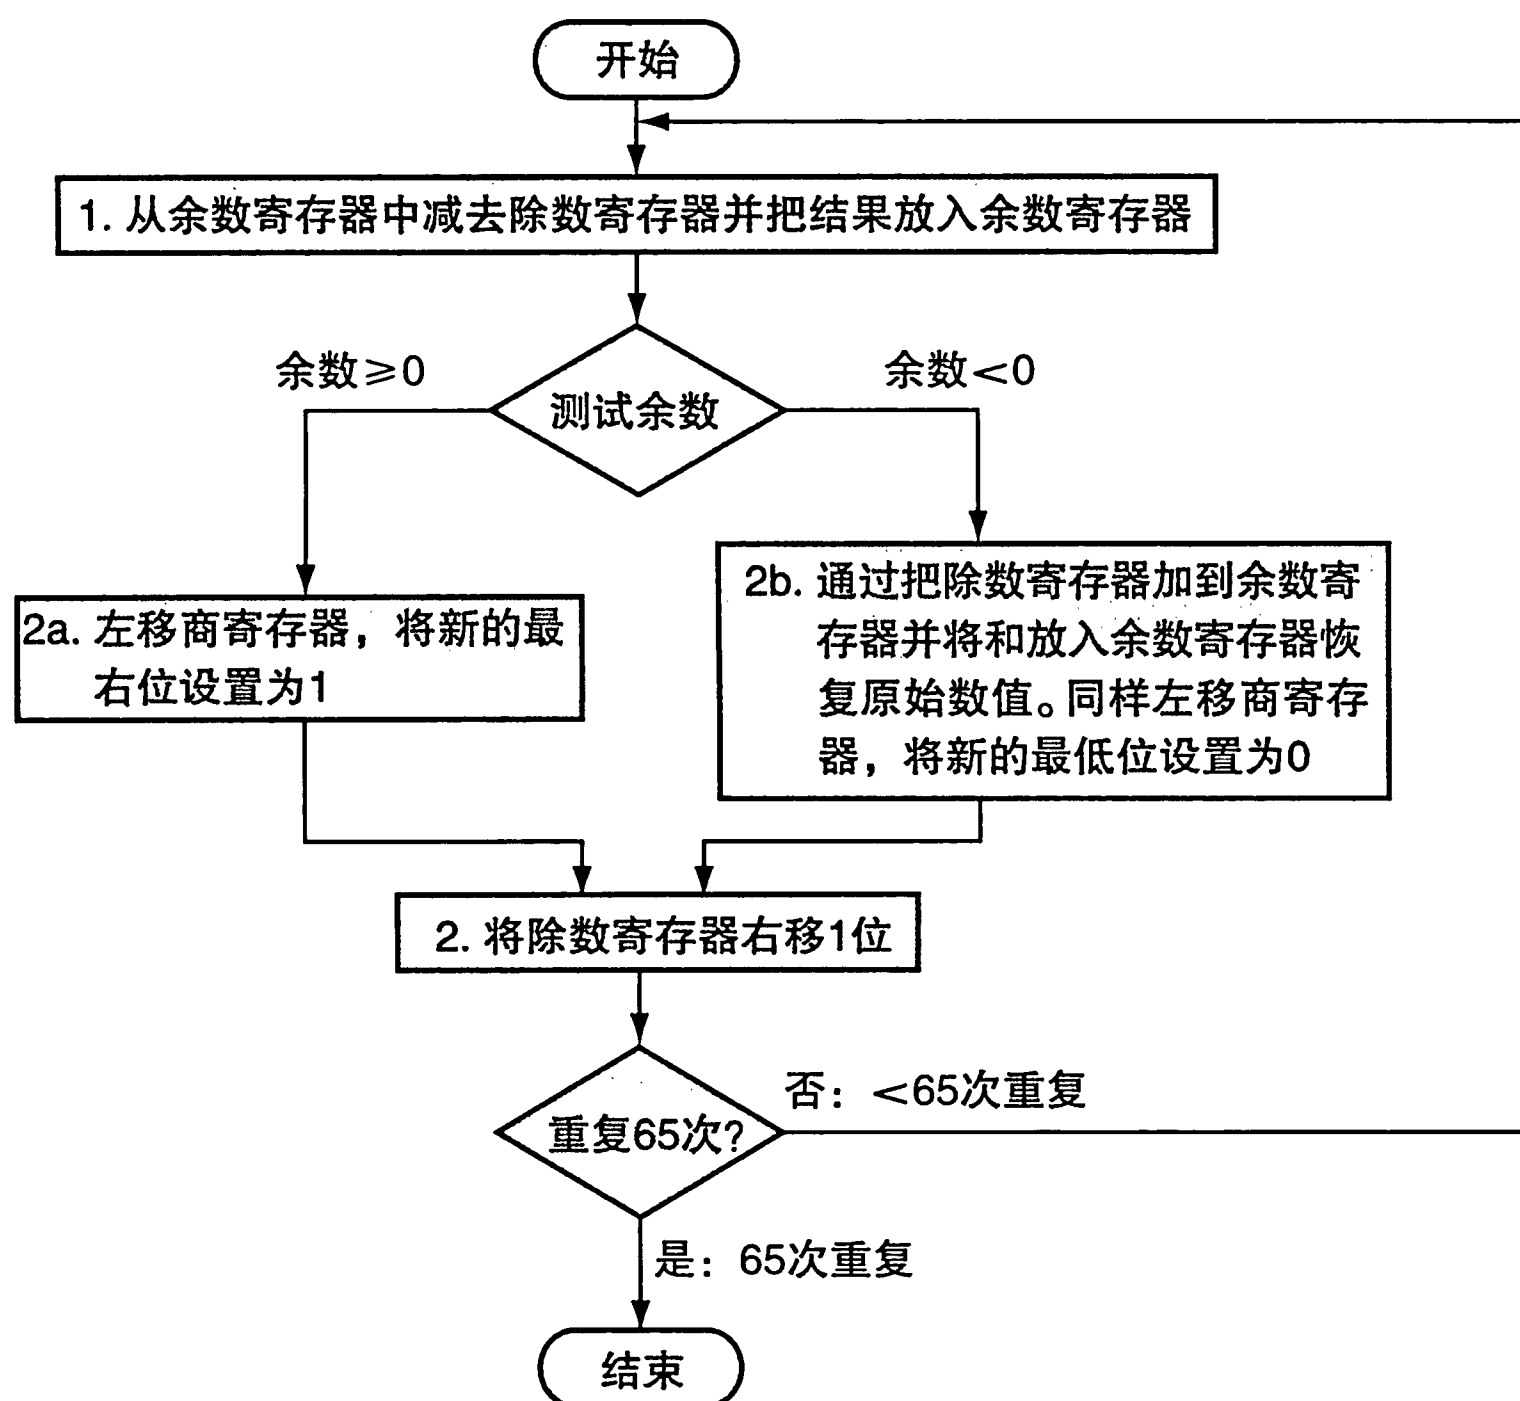 开始
1. 从余数寄存器中减去除数寄存器并把结果放入余数寄存器
余数≥0
余数<0
测试余数
2a. 左移商寄存器，将新的最
右位设置为1
2b. 通过把除数寄存器加到余数寄
存器并将和放入余数寄存器恢
复原始数值。同样左移商寄存
器，将新的最低位设置为0
2. 将除数寄存器右移1位
否：<65次重复
重复65次?
是：65次重复
结束